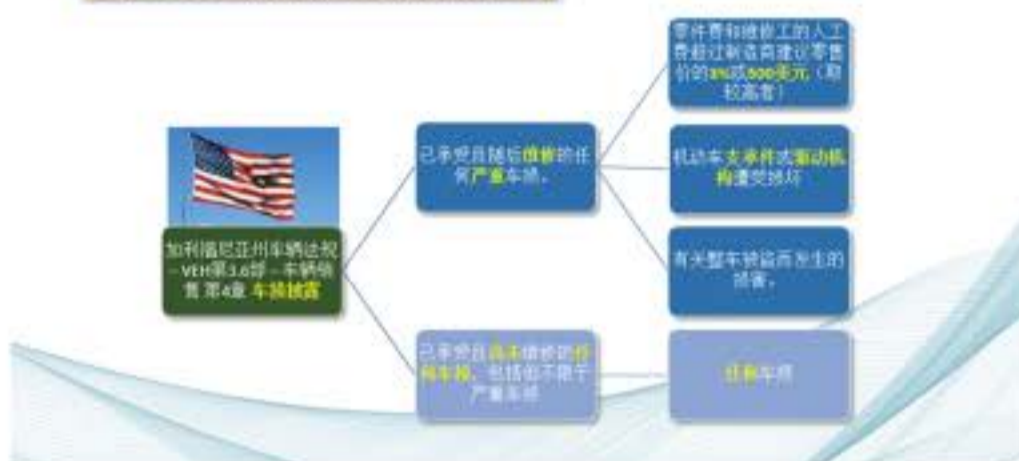 加利福尼亚州车辆法规
- VEH第3.6部 - 车辆销
售 第4章 车损披露
已承受且随后维修的任
何严重车损。
零件费和维修工的人工
费超过制造商建议零售
价的3%或500美元（取
较高者）
机动车支承件或驱动机
构遭受损坏
有关整车被盗而发生的
损害。
已承受且尚未维修的任
何车损，包括但不限于
严重车损
任何车损